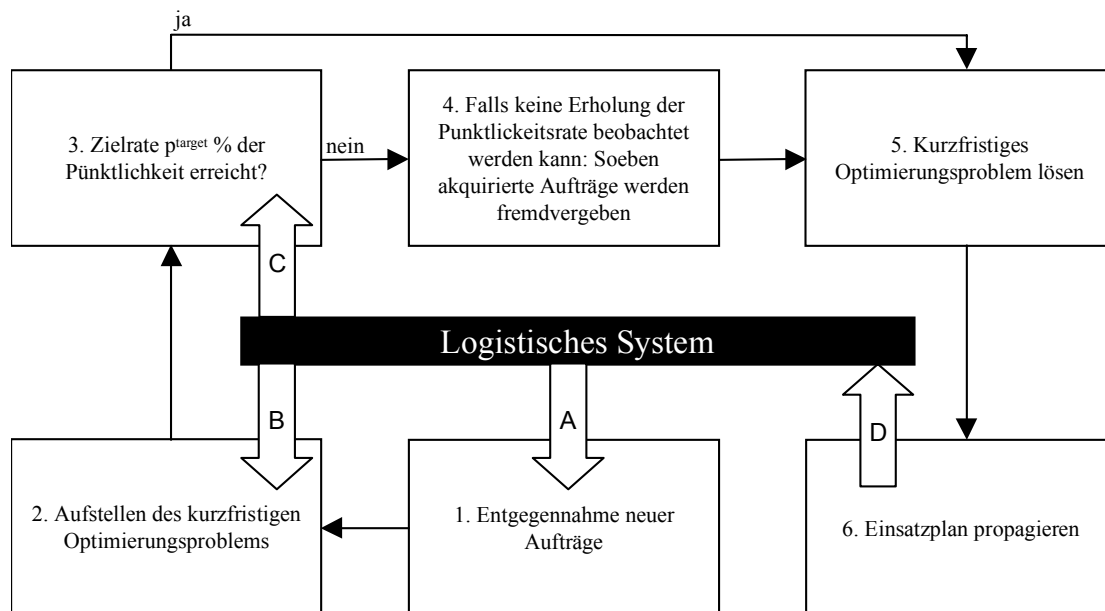 ja
3. Zielrate p^target % der
Pünktlichkeit erreicht?
nein
4. Falls keine Erholung der
Punktlickeitsrate beobachtet
werden kann: Soeben
akquirierte Aufträge werden
fremdvergeben
5. Kurzfristiges
Optimierungsproblem lösen
C
Logistisches System
B
A
D
2. Aufstellen des kurzfristigen
Optimierungsproblems
1. Entgegennahme neuer
Aufträge
6. Einsatzplan propagieren